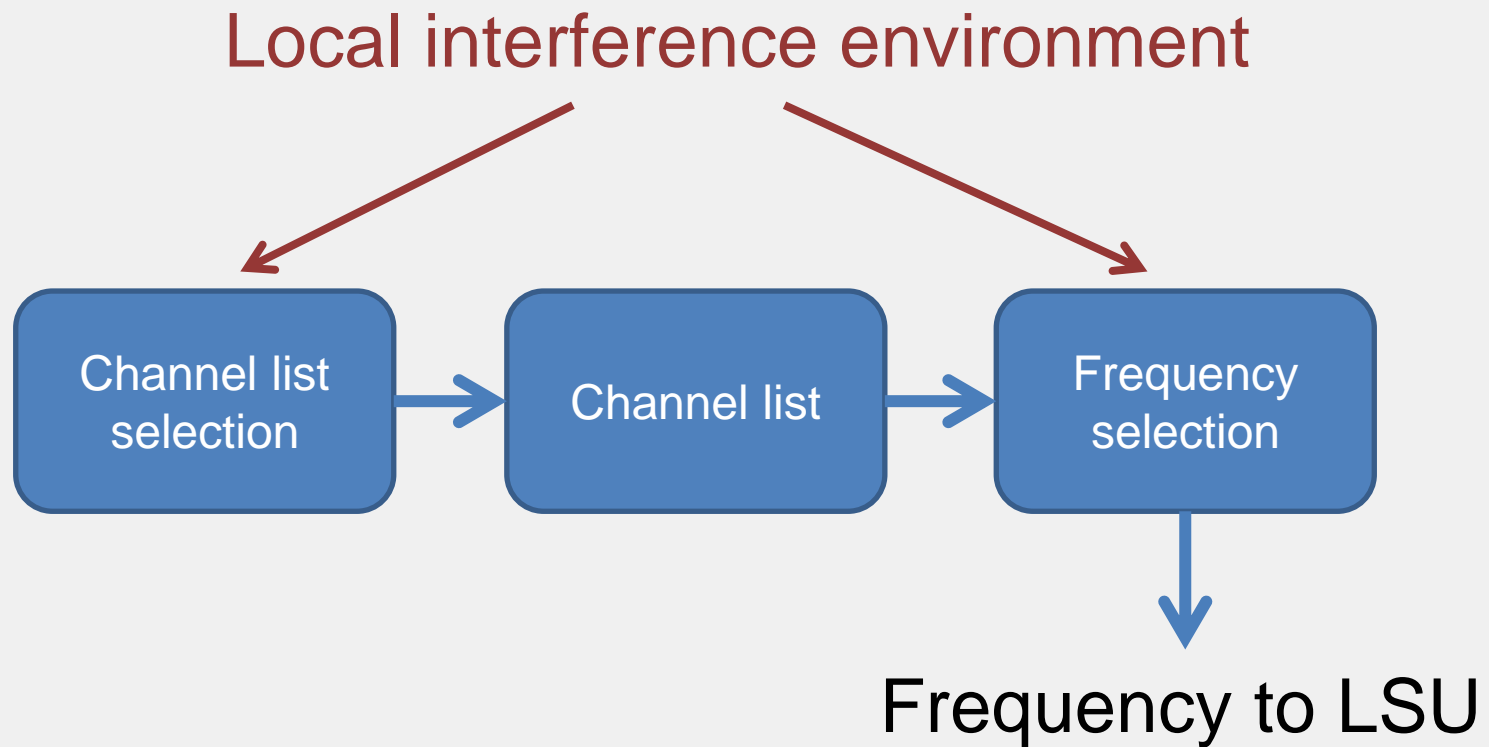 Local interference environment
Channel list
selection
Channel list
Frequency
selection
Frequency to LSU